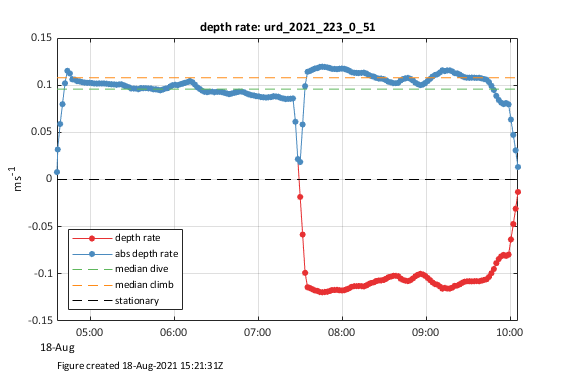 depth rate: urd_2021_223_0_51
0.15
0.1
0.05
0
-0.05
-0.1
-0.15
ms⁻¹
depth rate
abs depth rate
median dive
median climb
stationary
05:00 06:00 07:00 08:00 09:00 10:00
18-Aug
Figure created 18-Aug-2021 15:21:31Z